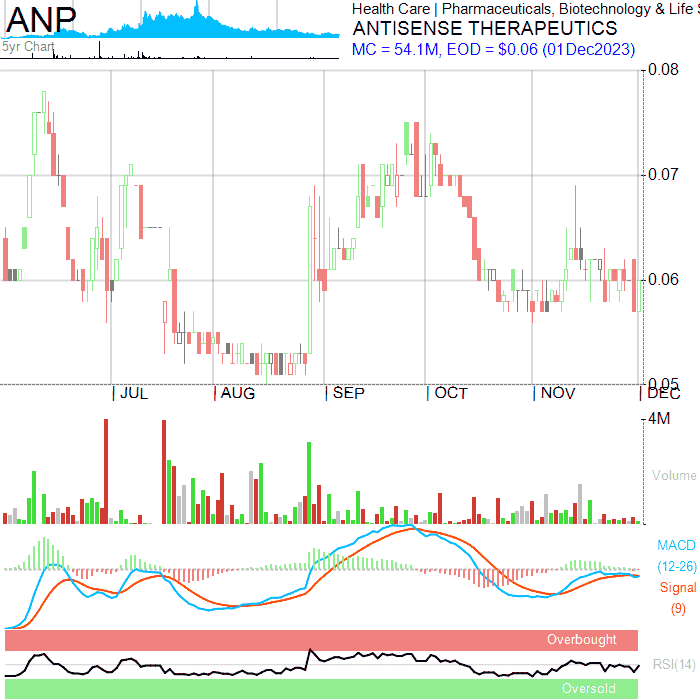 ANP
5yr Chart
Health Care | Pharmaceuticals, Biotechnology & Life S
ANTISENSE THERAPEUTICS
MC = 54.1M, EOD = $0.06 (01Dec2023)
0.08
0.07
0.06
0.05
| JUL | AUG | SEP | OCT | NOV | DEC
4M
Volume
MACD
(12-26)
Signal
(9)
Overbought
RSI(14)
Oversold